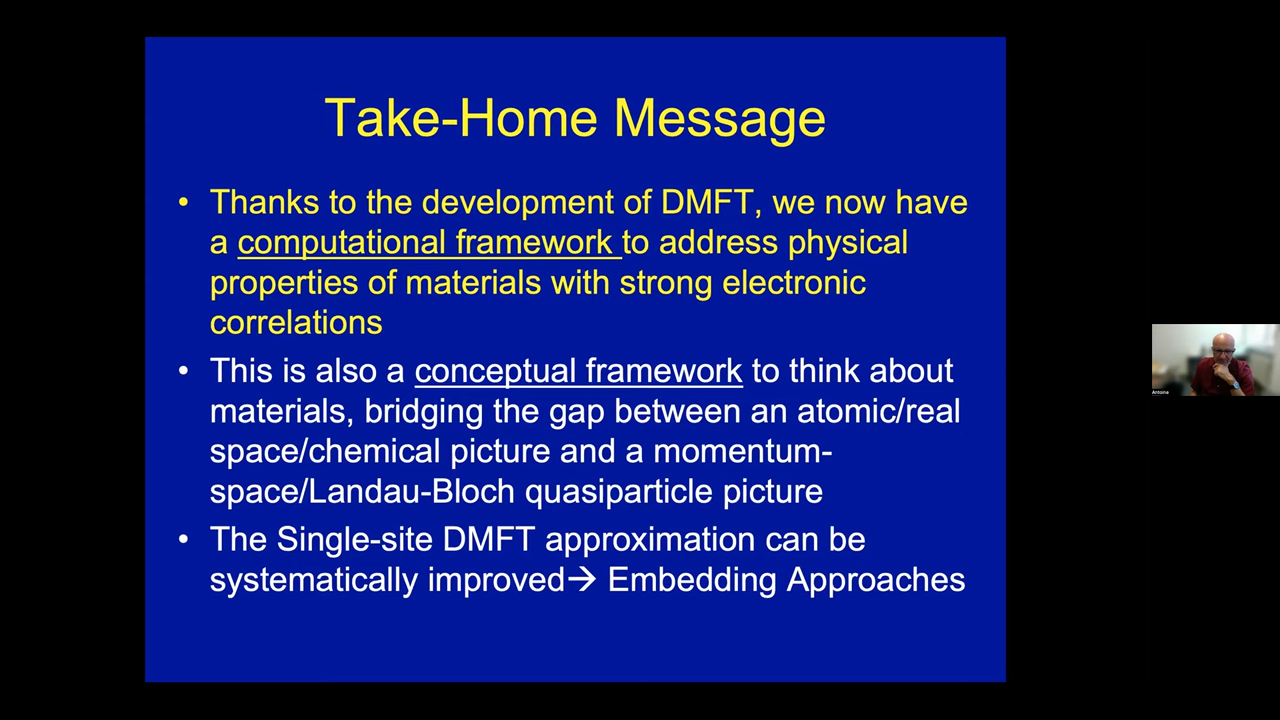 Take-Home Message
• Thanks to the development of DMFT, we now have
a computational framework to address physical
properties of materials with strong electronic
correlations
• This is also a conceptual framework to think about
materials, bridging the gap between an atomic/real
space/chemical picture and a momentum-
space/Landau-Bloch quasiparticle picture
• The Single-site DMFT approximation can be
systematically improved→ Embedding Approaches
Antoine